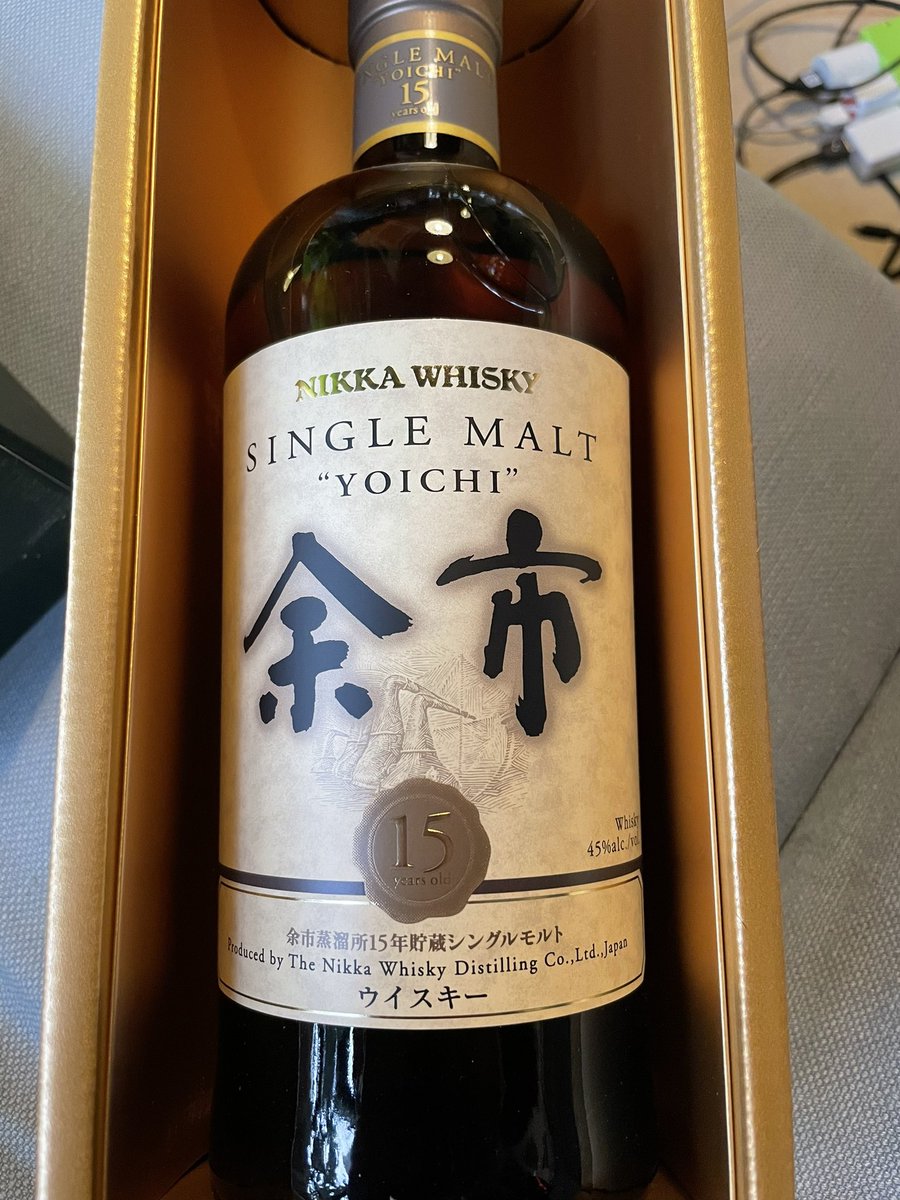 SINGLE MALT
"YOICHI"
15
years old
NIKKA WHISKY
SINGLE MALT
"YOICHI"
余市
15
years old
Whisky
45%alc./vol.
余市蒸溜所15年貯蔵シングルモルト
Produced by The Nikka Whisky Distilling Co.,Ltd.,Japan
ウイスキー